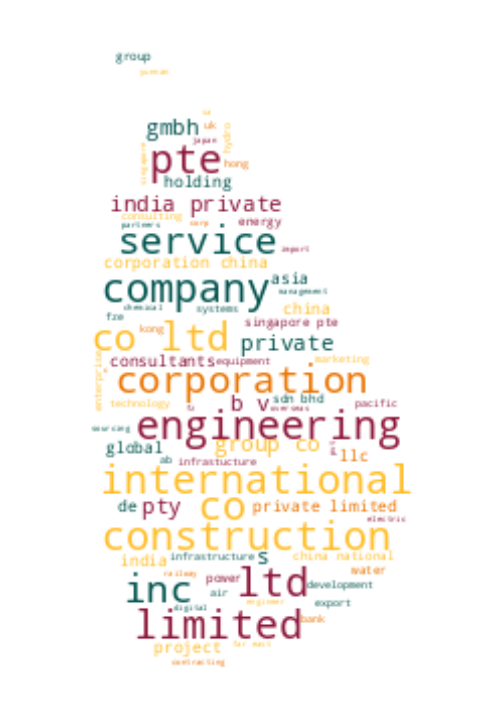 group
yunnan
gmbh uk
japan
hydro
singapore
pte
hong
holding
india private
consulting
partners corp energy
service
import
corporation china
asia
company
management
chemical systems china
fze
kong singapore pte
co ltd
private
consultants equipment marketing
enterprise
corporation
sdn bhd
technology b v overseas pacific
engineering
sourcing
group co
global
llc
ab infrastucture
international
de pty co private limited
electric
construction
infrastructure s china national
india
water
railway power
inc ltd
development
air
digital engineer export
limited
bank
project far east
contracting